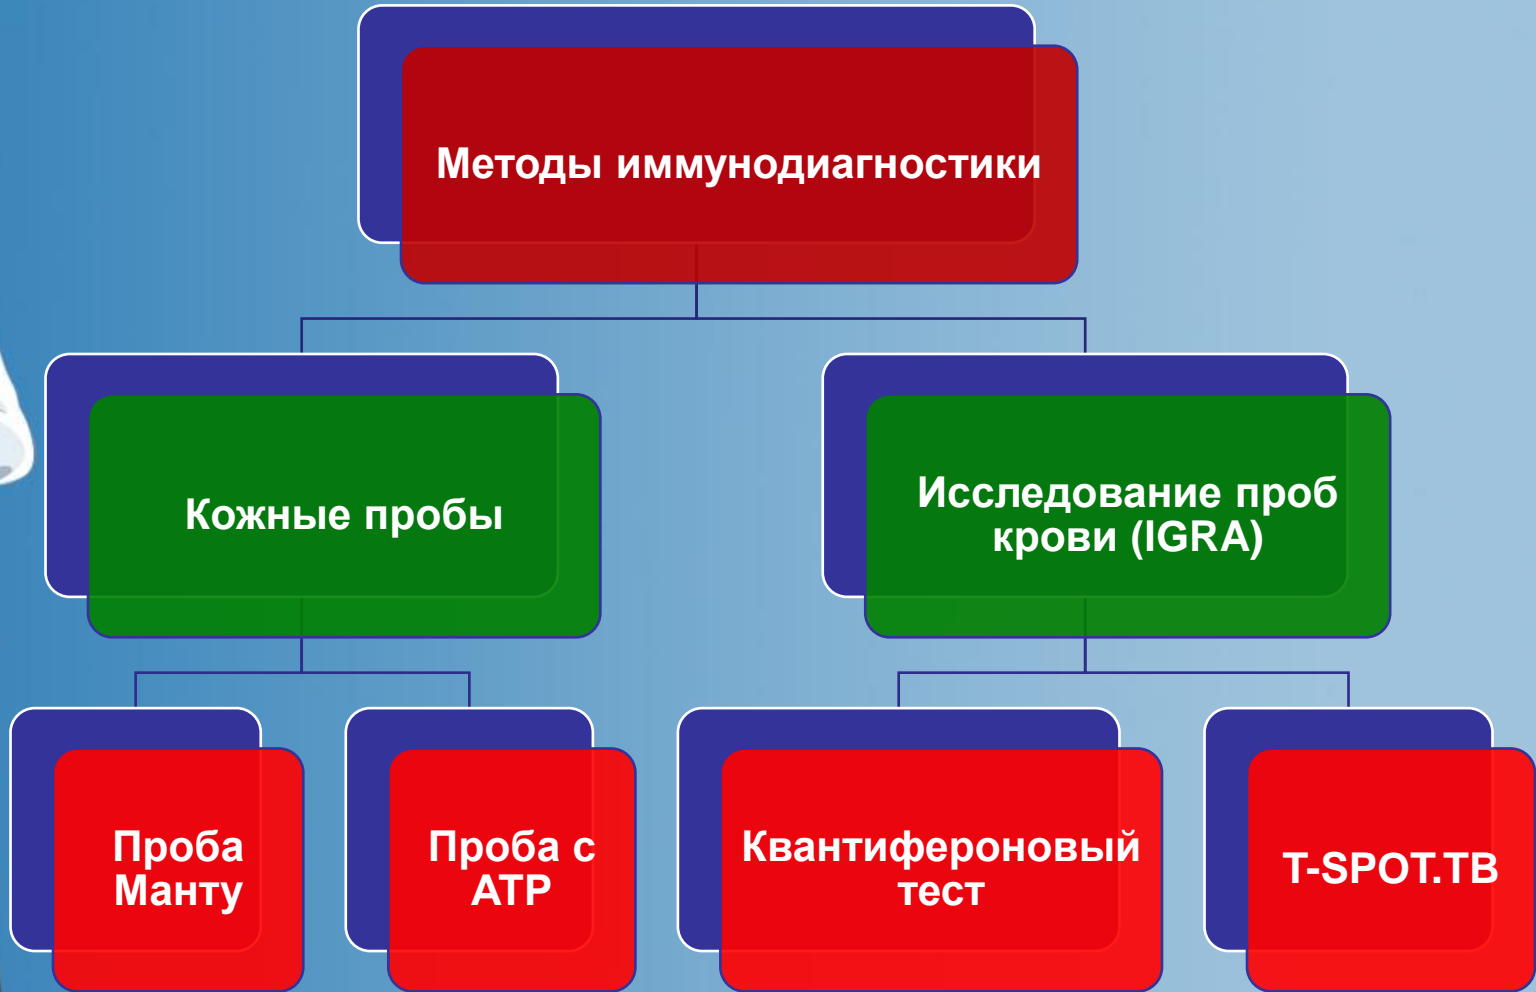 Методы иммунодиагностики
Кожные пробы
Исследование проб
крови (IGRA)
Проба
Манту
Проба с
АТР
Квантифероновый
тест
T-SPOT.TB